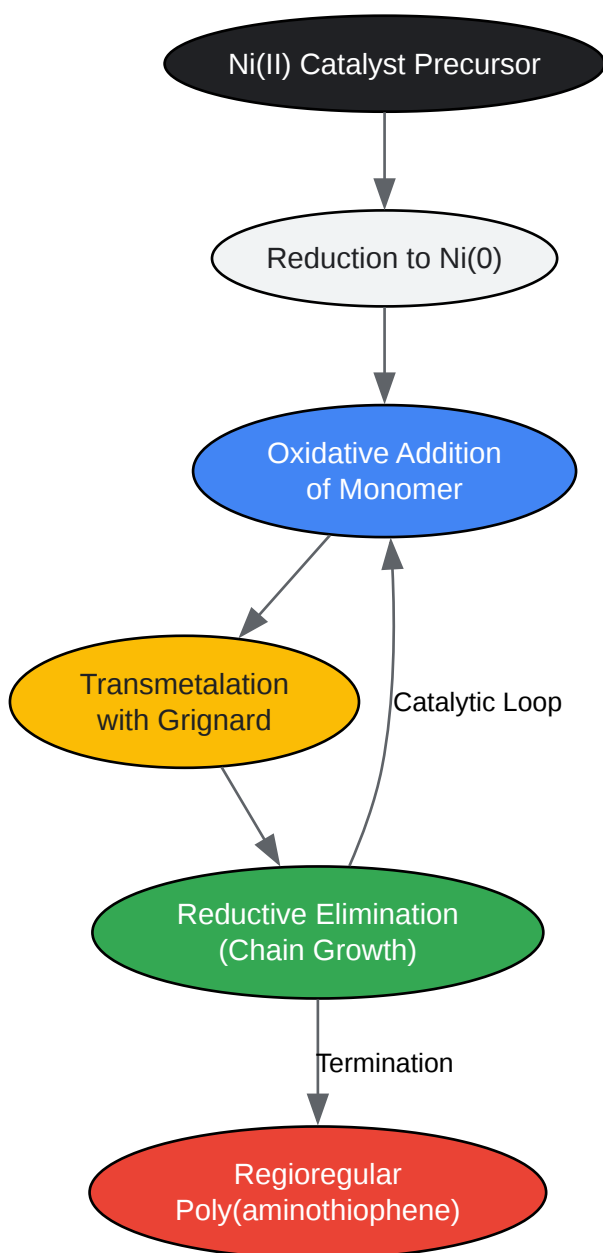 Ni(II) Catalyst Precursor
Reduction to Ni(0)
Oxidative Addition
of Monomer
Transmetalation
with Grignard
Catalytic Loop
Reductive Elimination
(Chain Growth)
Termination
Regioregular
Poly(aminothiophene)